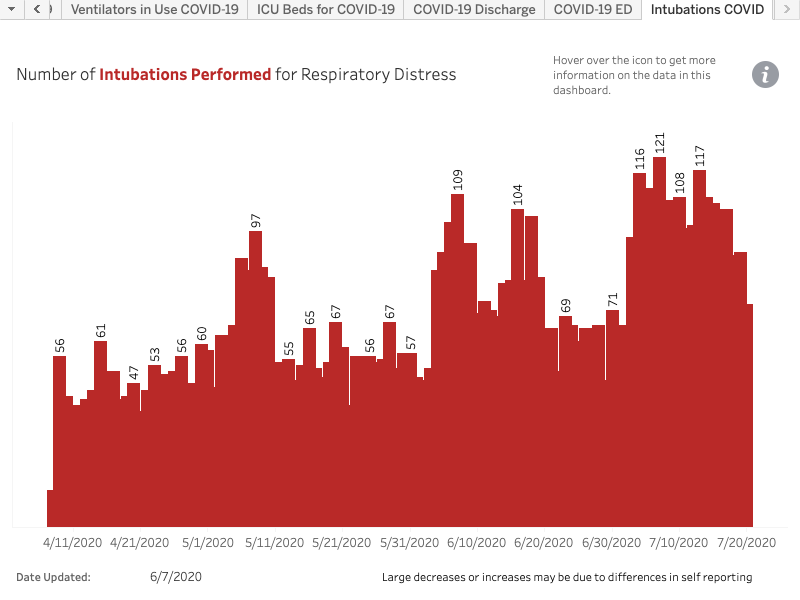 Ventilators in Use COVID-19 ICU Beds for COVID-19 COVID-19 Discharge COVID-19 ED Intubations COVID
Number of Intubations Performed for Respiratory Distress
Hover over the icon to get more
information on the data in this
dashboard.
i
56
61
47
53
56
60
97
55
65
67
56
67
57
109
104
69
71
116
121
108
117
4/11/2020 4/21/2020 5/1/2020 5/11/2020 5/21/2020 5/31/2020 6/10/2020 6/20/2020 6/30/2020 7/10/2020 7/20/2020
Date Updated: 6/7/2020 Large decreases or increases may be due to differences in self reporting